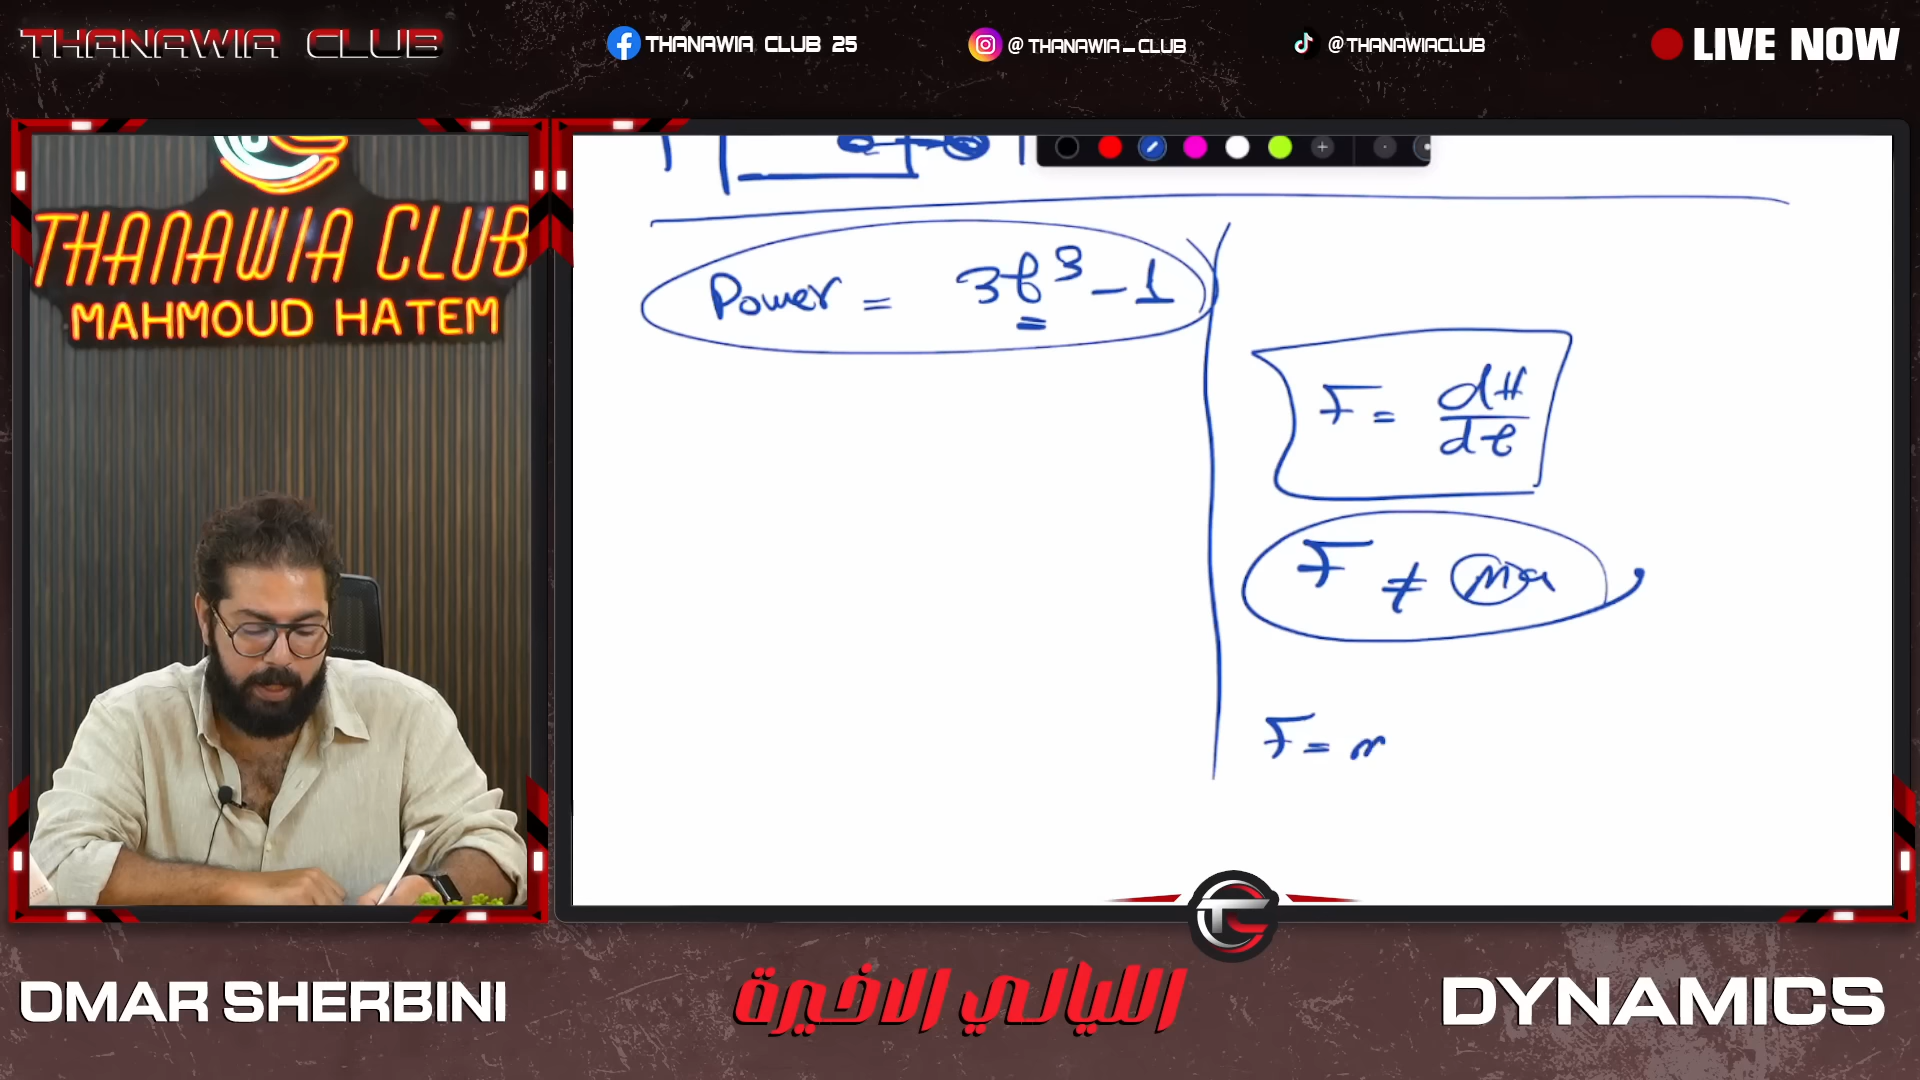 THANAWIA CLUB
THANAWIA CLUB 25
@THANAWIA_CLUB
@THANAWIACLUB
LIVE NOW
THANAWIA CLUB
MAHMOUD HATEM
Power = 3t³ - 1
F = dH/dt
F ≠ ma
F = m
TC
OMAR SHERBINI
الليالي الاخيرة
DYNAMICS